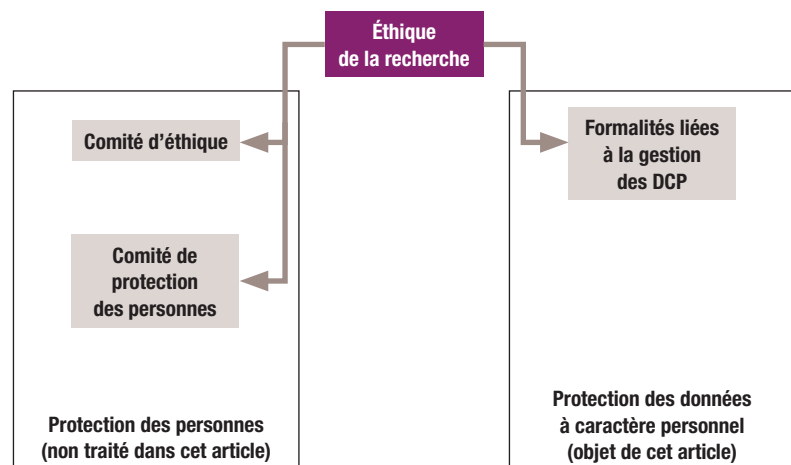 Éthique
de la recherche
Comité d’éthique
Comité de
protection
des personnes
Protection des personnes
(non traité dans cet article)
Formalités liées
à la gestion
des DCP
Protection des données
à caractère personnel
(objet de cet article)